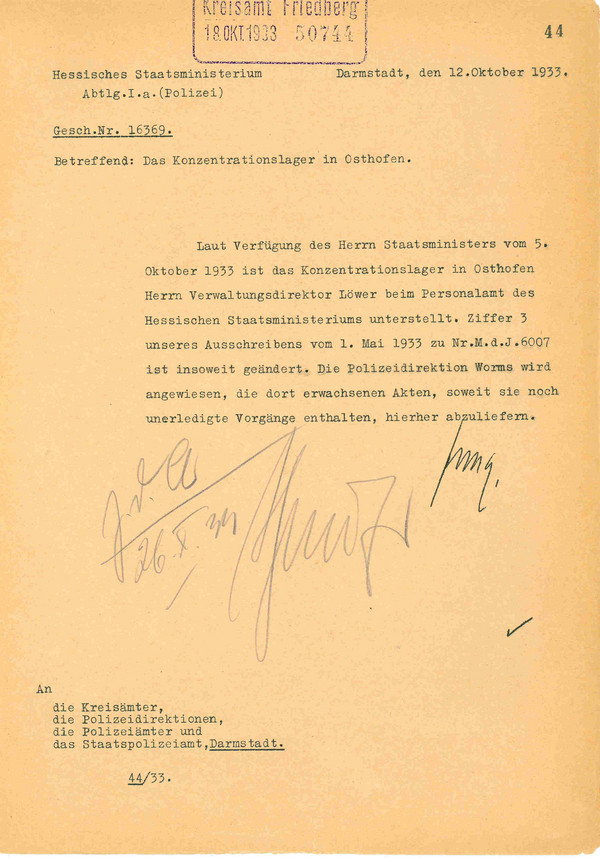 Kreisamt Friedberg
18.OKT.1933 50744
44
Hessisches Staatsministerium Darmstadt, den 12.Oktober 1933.
Abtlg.I.a.(Polizei)
Gesch.Nr. 16369.
Betreffend: Das Konzentrationslager in Osthofen.
Laut Verfügung des Herrn Staatsministers vom 5.
Oktober 1933 ist das Konzentrationslager in Osthofen
Herrn Verwaltungsdirektor Löwer beim Personalamt des
Hessischen Staatsministeriums unterstellt. Ziffer 3
unseres Ausschreibens vom 1. Mai 1933 zu Nr.M.d.J.6007
ist insoweit geändert. Die Polizeidirektion Worms wird
angewiesen, die dort erwachsenen Akten, soweit sie noch
unerledigte Vorgänge enthalten, hierher abzuliefern.
z.d.A
26.X.
An
die Kreisämter,
die Polizeidirektionen,
die Polizeiämter und
das Staatspolizeiamt,Darmstadt.
44/33.